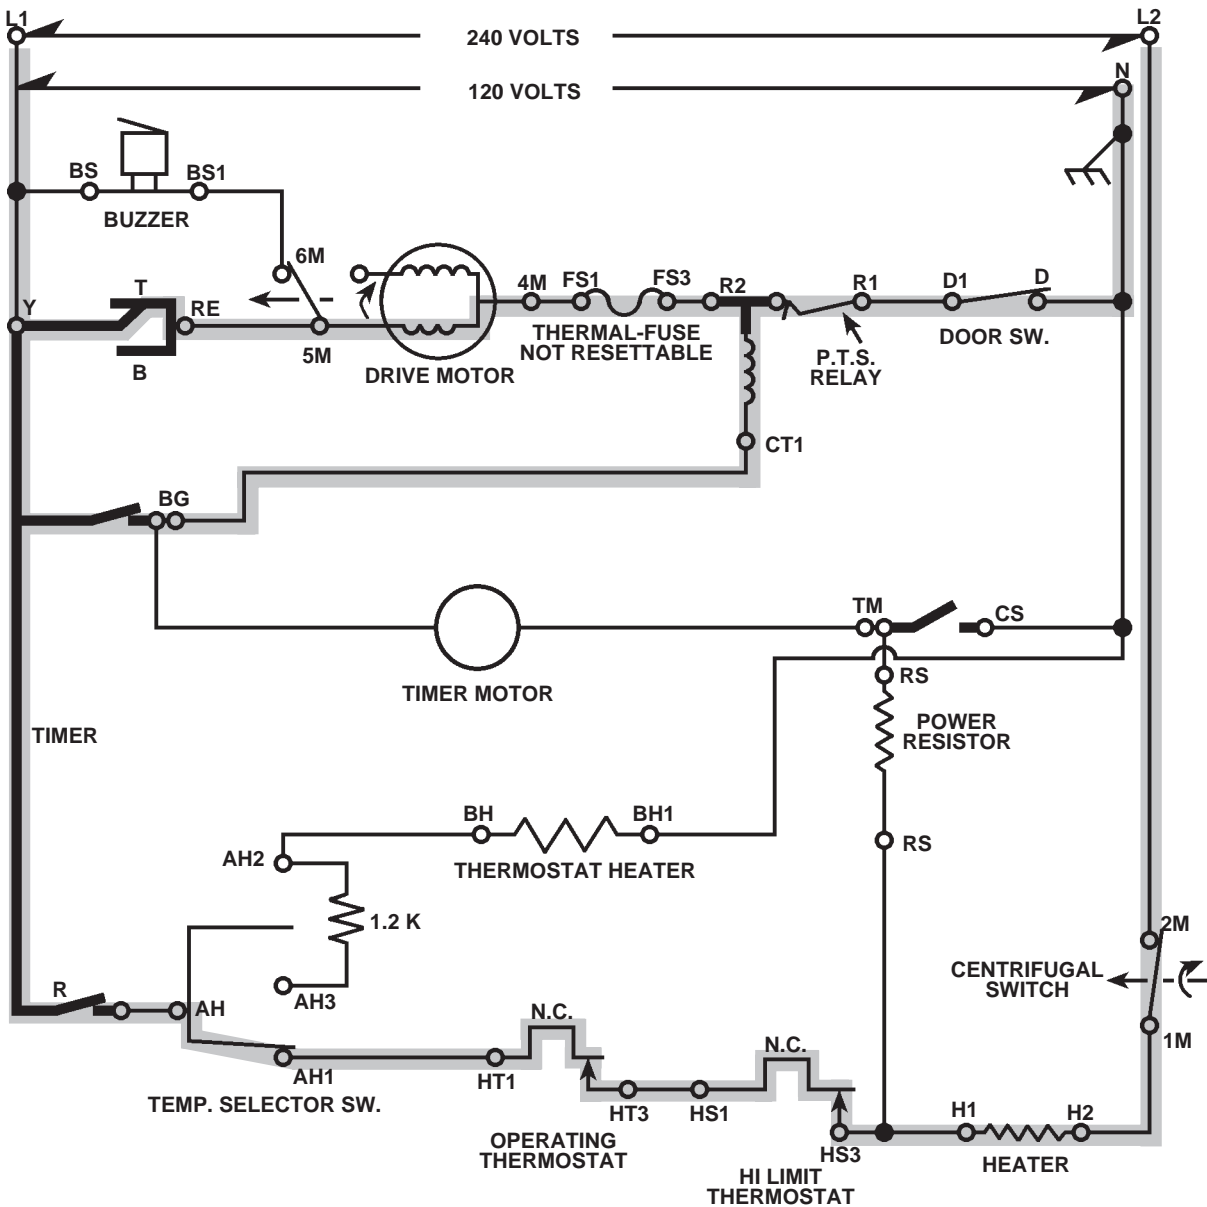 L1
L2
240 VOLTS
N
120 VOLTS
BS
BS1
BUZZER
6M
T
Y
RE
5M
B
DRIVE MOTOR
4M
FS1
FS3
R2
R1
D1
D
THERMAL-FUSE
NOT RESETTABLE
P.T.S.
RELAY
DOOR SW.
CT1
BG
TM
CS
TIMER MOTOR
RS
POWER
RESISTOR
TIMER
BH
BH1
RS
AH2
THERMOSTAT HEATER
1.2 K
2M
CENTRIFUGAL
SWITCH
R
AH
AH3
N.C.
N.C.
1M
AH1
HT1
TEMP. SELECTOR SW.
HT3
HS1
H1
H2
OPERATING
THERMOSTAT
HS3
HEATER
HI LIMIT
THERMOSTAT